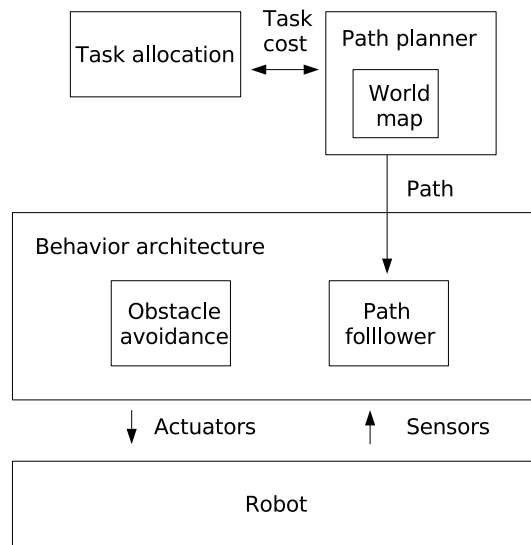 Task allocation
Task
cost
Path planner
World
map
Path
Behavior architecture
Obstacle
avoidance
Path
folllower
Actuators
Sensors
Robot